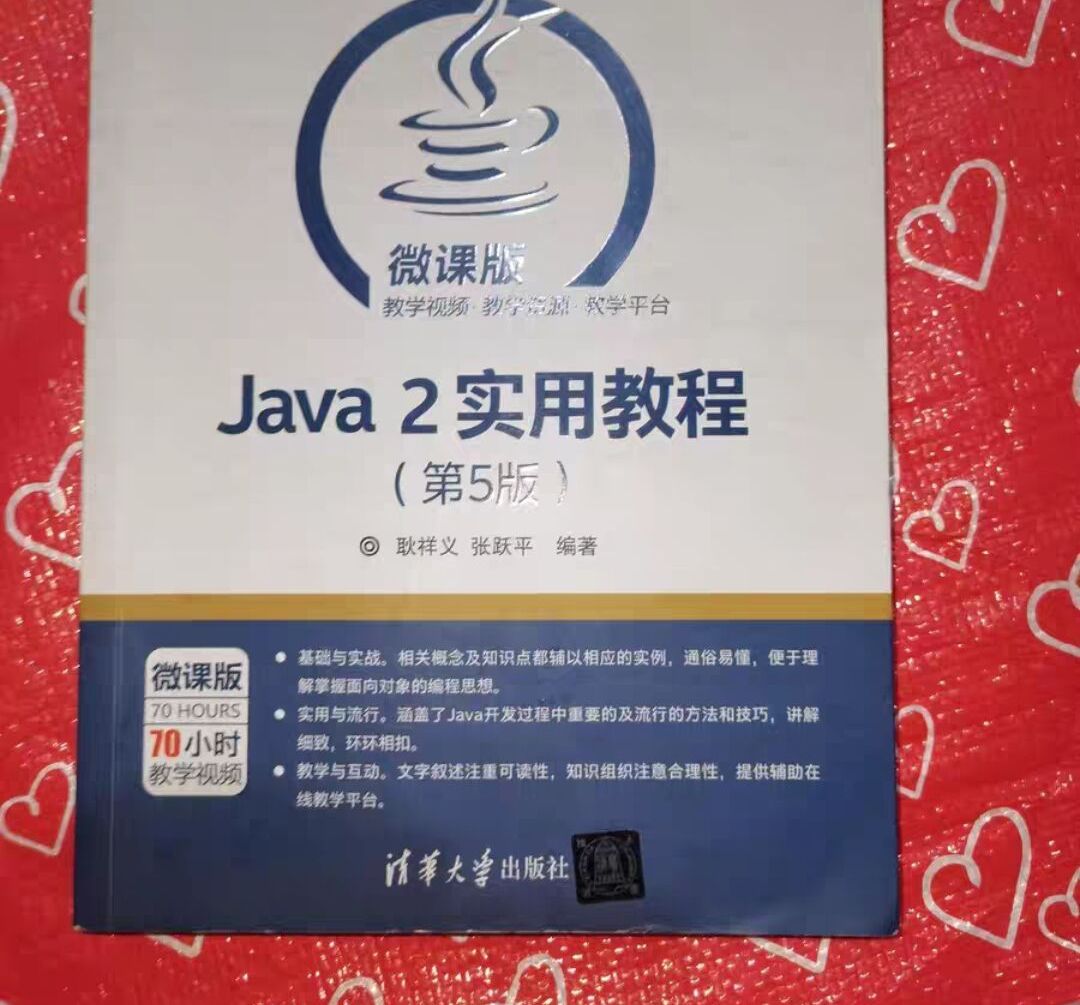 微课版
教学视频·教学资源·教学平台
Java 2实用教程
（第5版）
◎ 耿祥义 张跃平 编著
微课版
70 HOURS
70小时
教学视频
● 基础与实战。相关概念及知识点都辅以相应的实例，通俗易懂，便于理
解掌握面向对象的编程思想。
● 实用与流行。涵盖了Java开发过程中重要的及流行的方法和技巧，讲解
细致，环环相扣。
● 教学与互动。文字叙述注重可读性，知识组织注意合理性，提供辅助在
线教学平台。
清华大学出版社